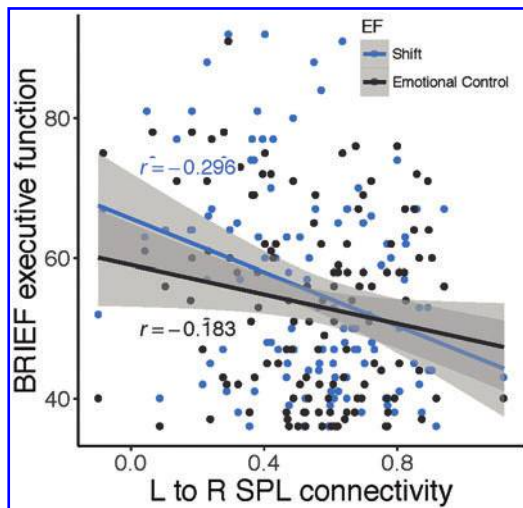 EF
Shift
Emotional Control
80
60
40
r=-0.296
r=-0.183
0.0 0.4 0.8
L to R SPL connectivity
BRIEF executive function